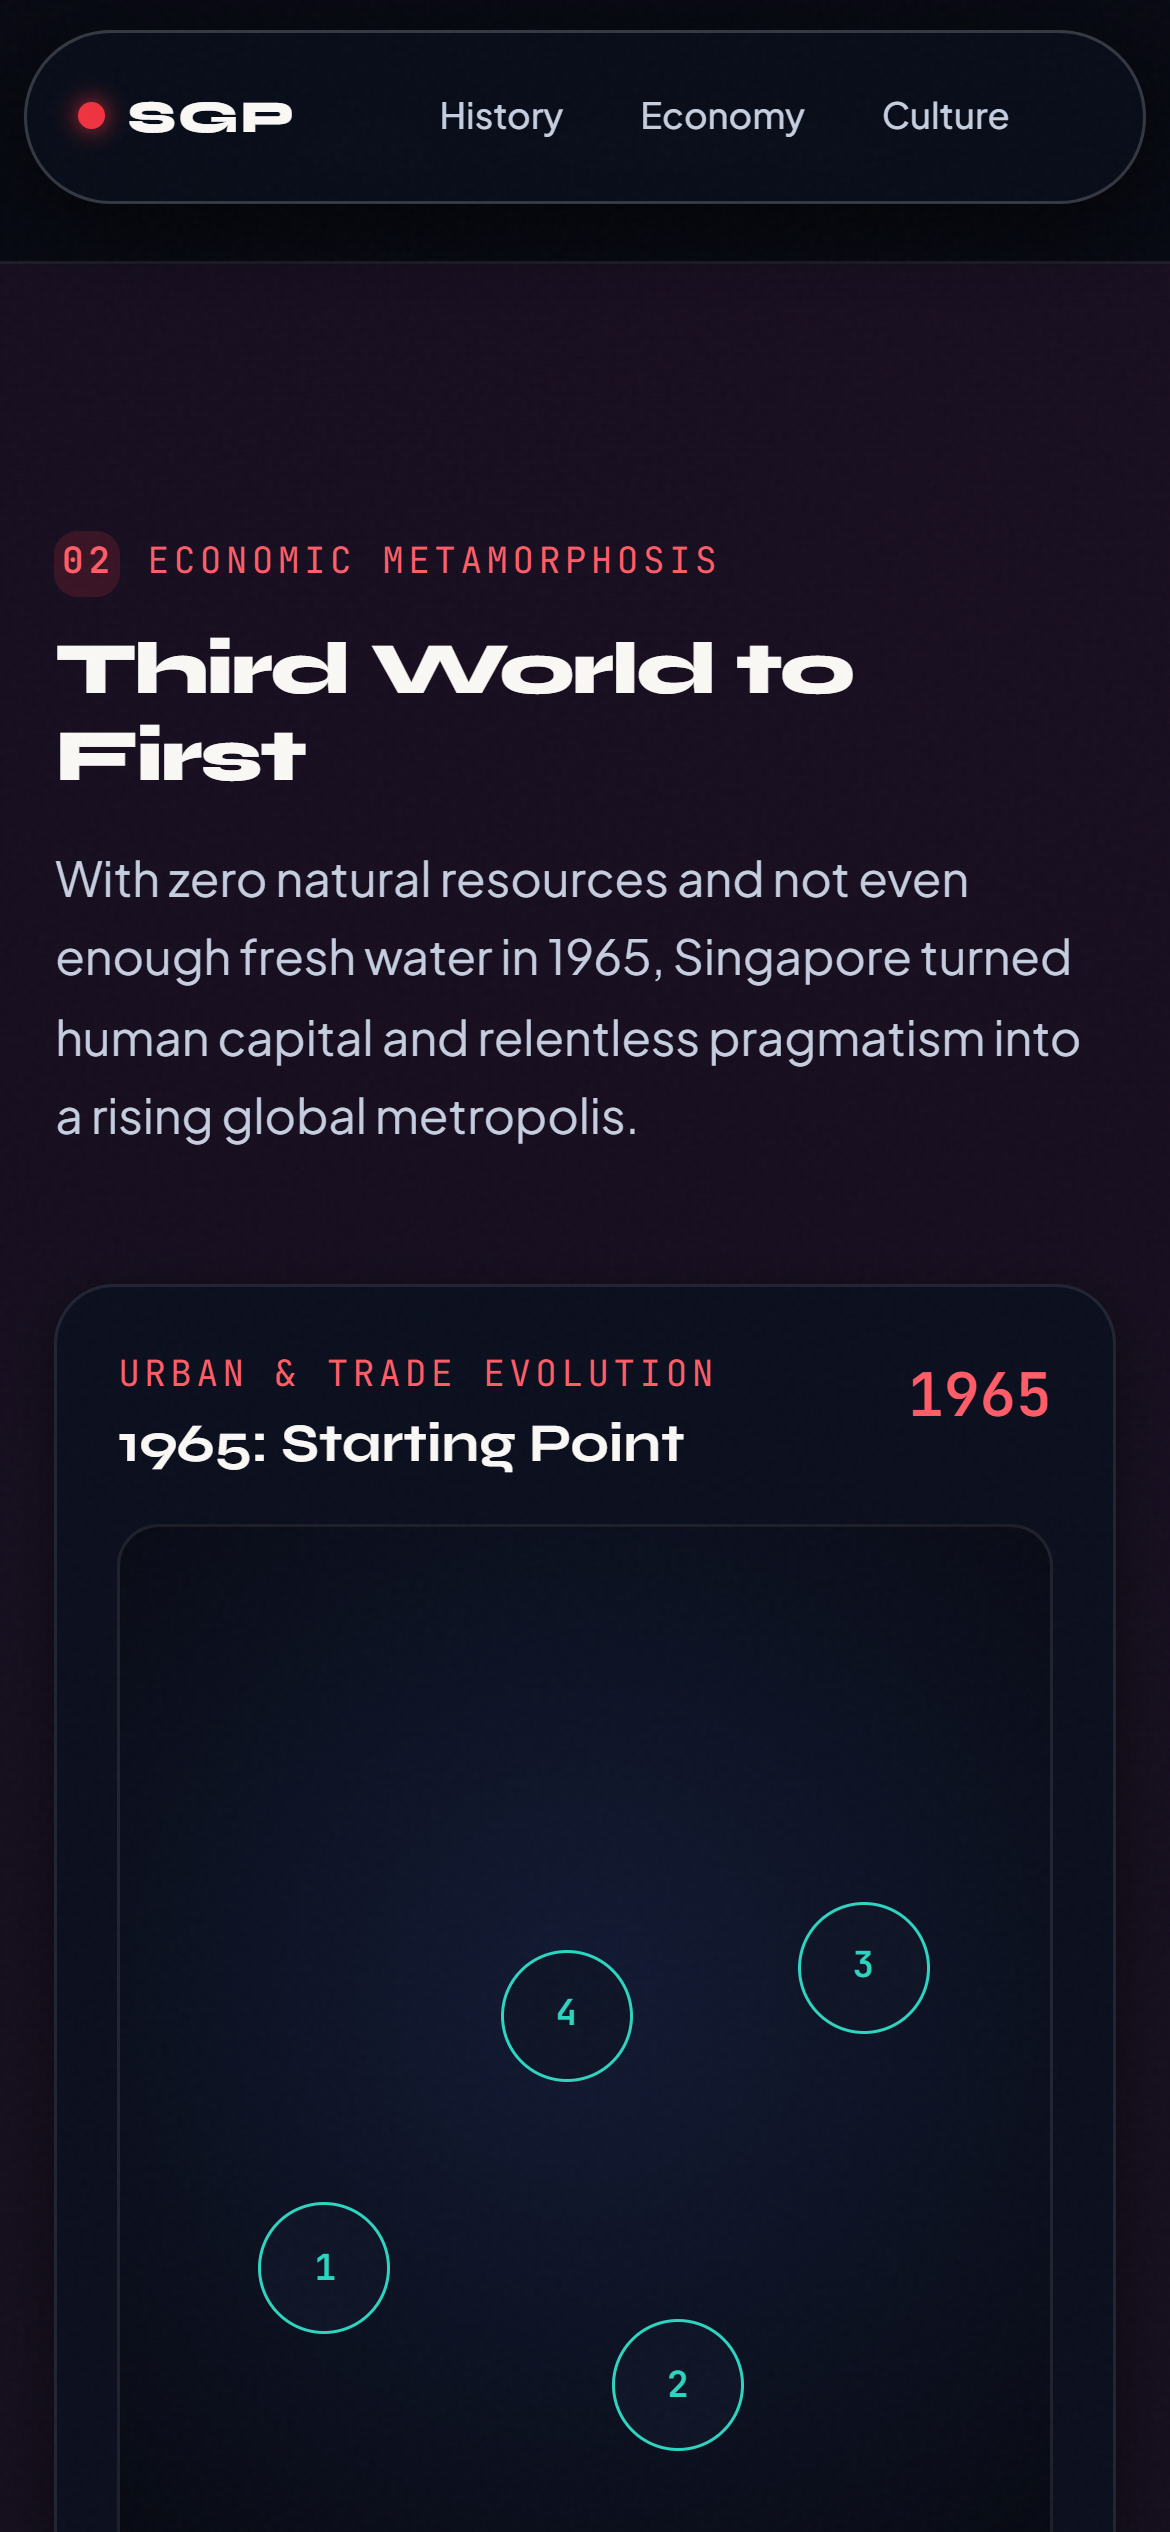 SGP
History Economy Culture
02 ECONOMIC METAMORPHOSIS
Third World to
First
With zero natural resources and not even
enough fresh water in 1965, Singapore turned
human capital and relentless pragmatism into
a rising global metropolis.
URBAN & TRADE EVOLUTION
1965
1965: Starting Point
3
4
1
2